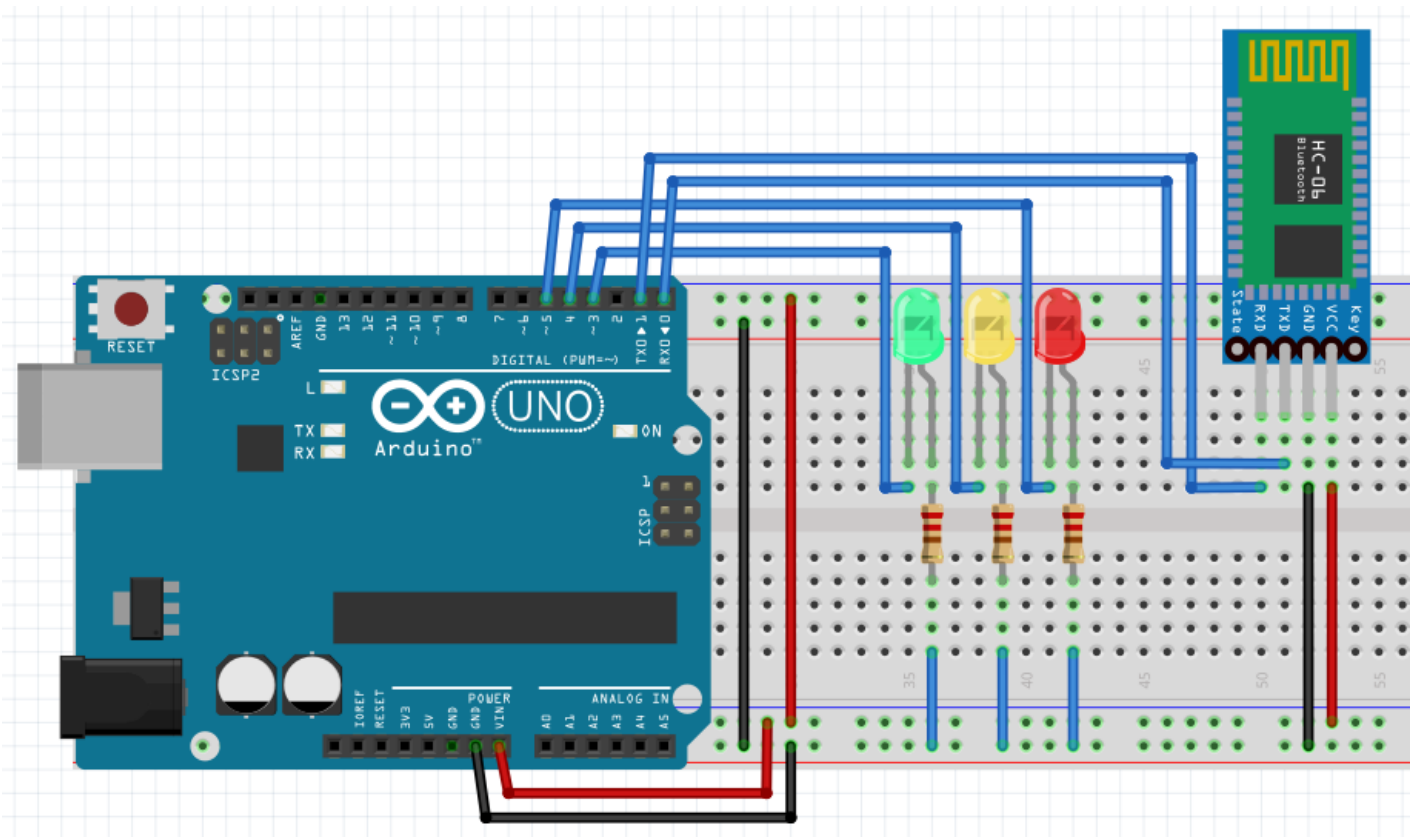 HC-06
Bluetooth
State
RXD
TXD
GND
VCC
Key
RESET
ICSP2
AREF
GND
13
12
~11
~10
~9
8
7
~6
~5
4
~3
2
TX0▶1
RX0◀0
DIGITAL (PWM=~)
L
TX
RX
UNO
Arduino™
ON
1
ICSP
45
55
35
40
45
50
55
IOREF
RESET
3V3
5V
GND
GND
VIN
POWER
ANALOG IN
A0
A1
A2
A3
A4
A5